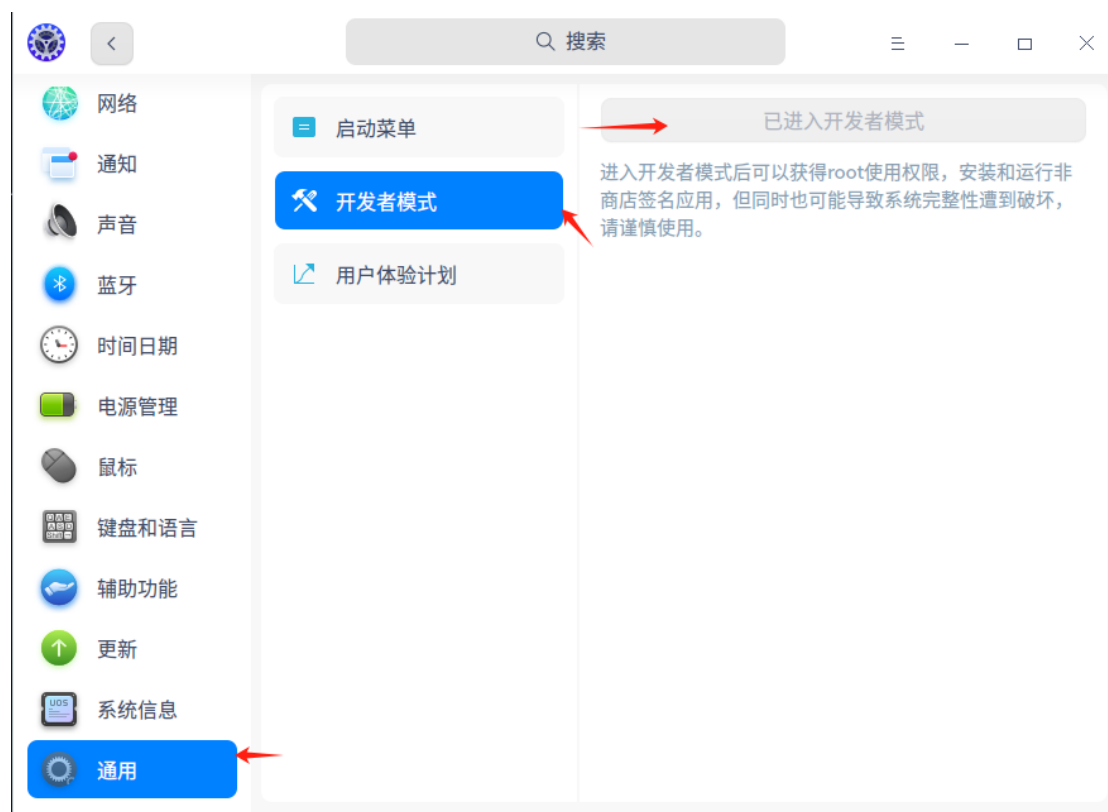 搜索
网络
通知
声音
蓝牙
时间日期
电源管理
鼠标
键盘和语言
辅助功能
更新
UOS
系统信息
通用
启动菜单
开发者模式
用户体验计划
已进入开发者模式
进入开发者模式后可以获得root使用权限，安装和运行非
商店签名应用，但同时也可能导致系统完整性遭到破坏，
请谨慎使用。